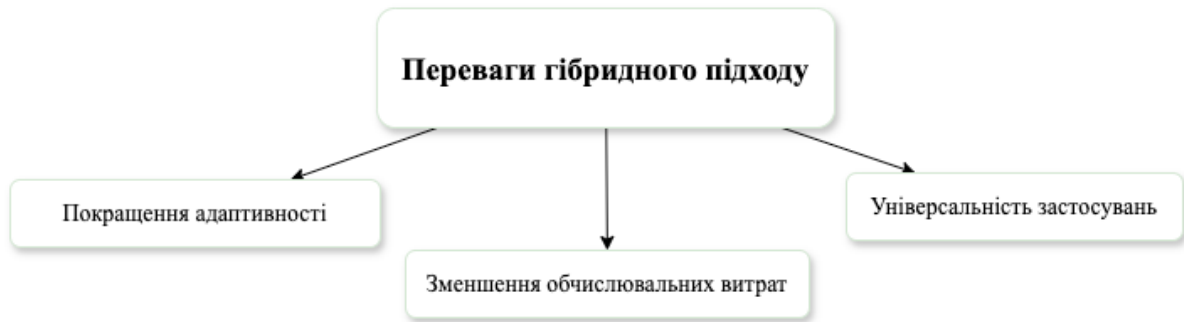 Переваги гібридного підходу
Покращення адаптивності
Зменшення обчислювальних витрат
Універсальність застосувань